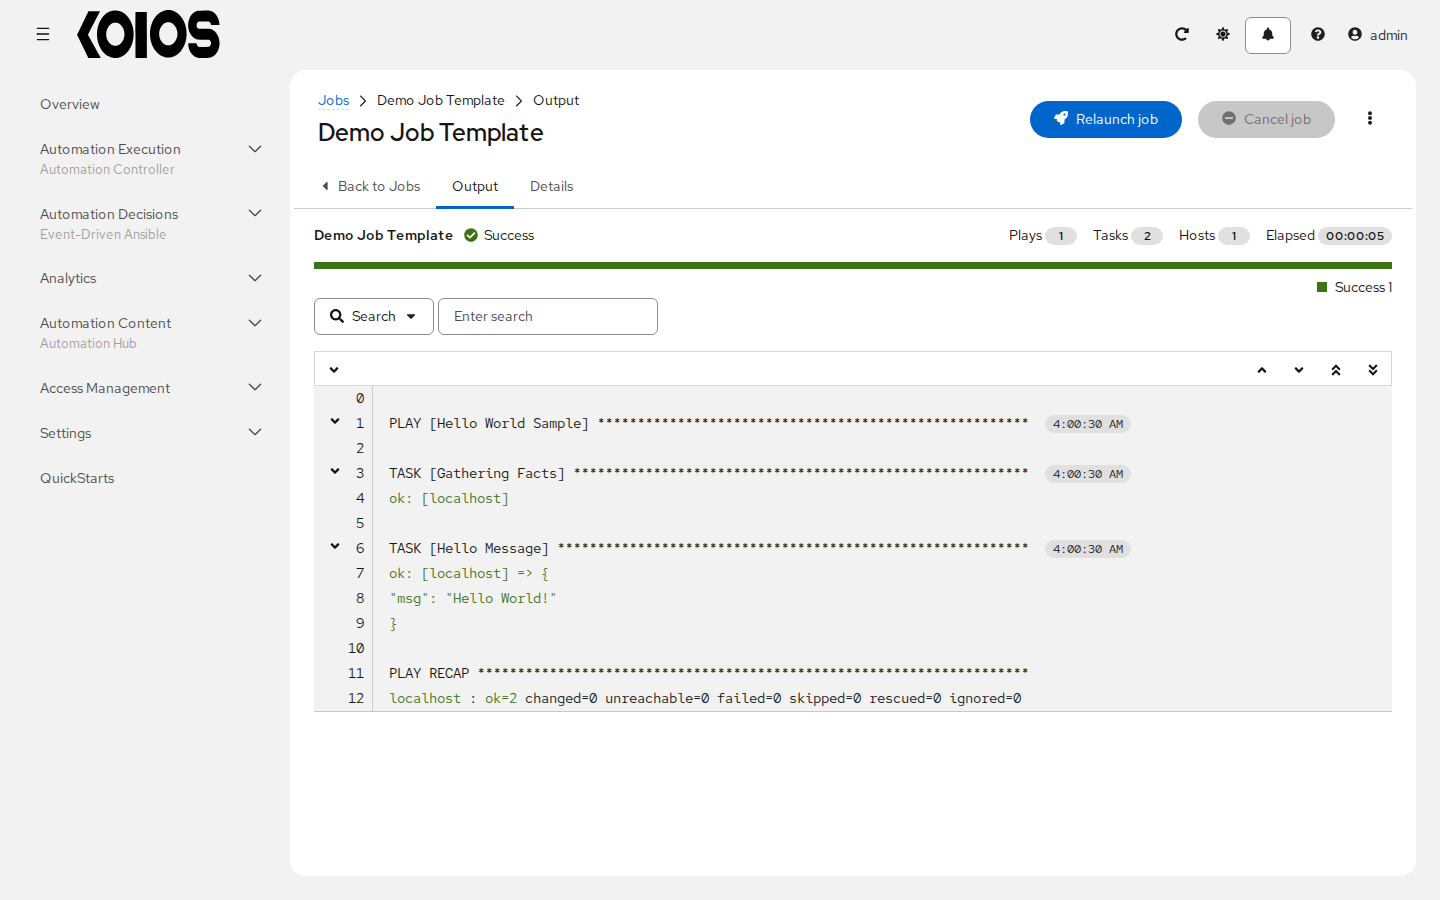 KOIOS
admin
Overview
Automation Execution
Automation Controller
Automation Decisions
Event-Driven Ansible
Analytics
Automation Content
Automation Hub
Access Management
Settings
QuickStarts
Jobs Demo Job Template Output
Demo Job Template
Relaunch job Cancel job
Back to Jobs Output Details
Demo Job Template Success Plays 1 Tasks 2 Hosts 1 Elapsed 00:00:05
Success 1
Search Enter search
0
1 PLAY [Hello World Sample] ****************************************************** 4:00:30 AM
2
3 TASK [Gathering Facts] ********************************************************* 4:00:30 AM
4 ok: [localhost]
5
6 TASK [Hello Message] *********************************************************** 4:00:30 AM
7 ok: [localhost] => {
8 "msg": "Hello World!"
9 }
10
11 PLAY RECAP *********************************************************************
12 localhost : ok=2 changed=0 unreachable=0 failed=0 skipped=0 rescued=0 ignored=0